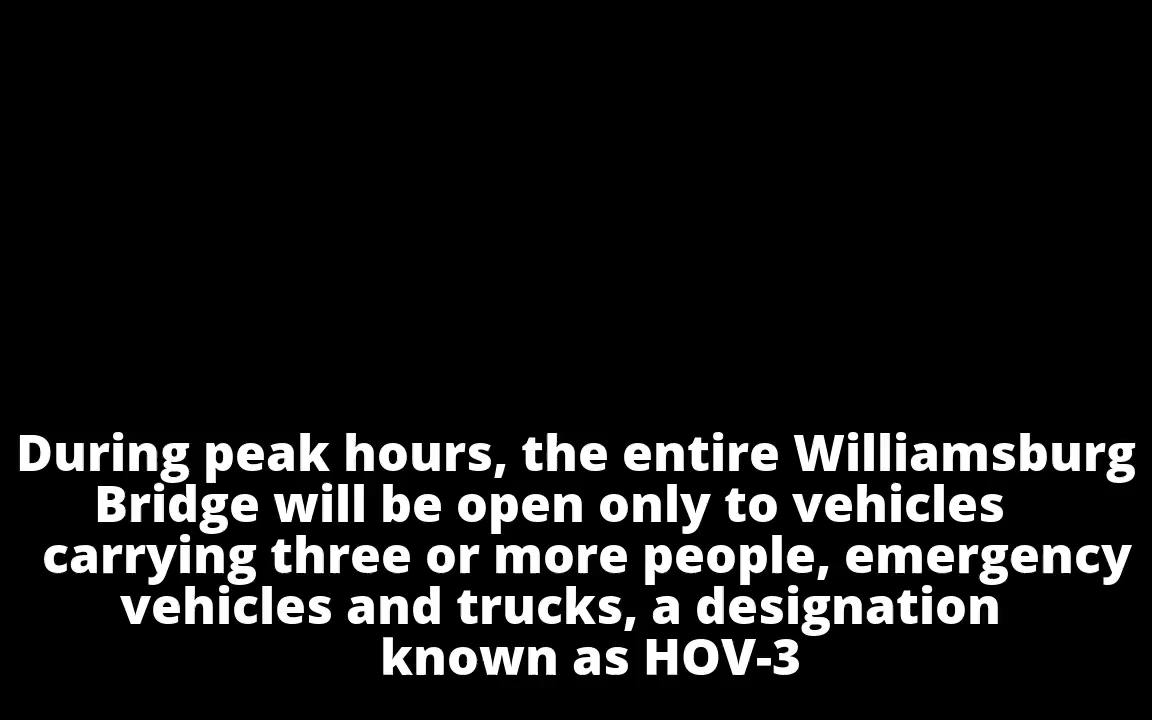 During peak hours, the entire Williamsburg
Bridge will be open only to vehicles
carrying three or more people, emergency
vehicles and trucks, a designation
known as HOV-3